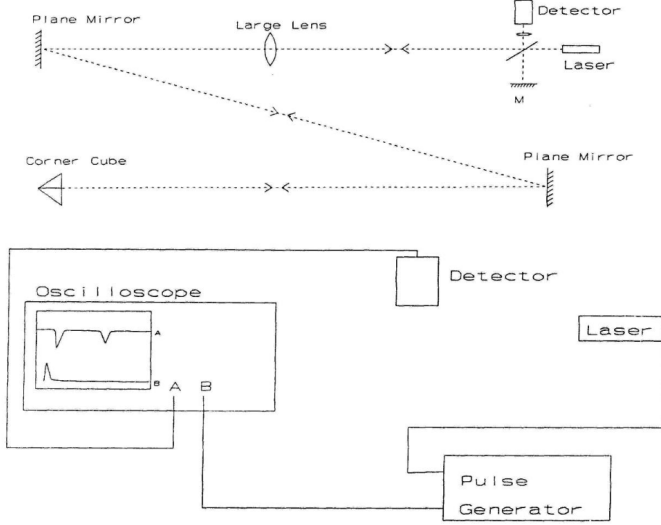 Detector
Plane Mirror
Large Lens
Laser
M
Corner Cube
Plane Mirror
Detector
Oscilloscope
Laser
A
B
A B
Pulse
Generator